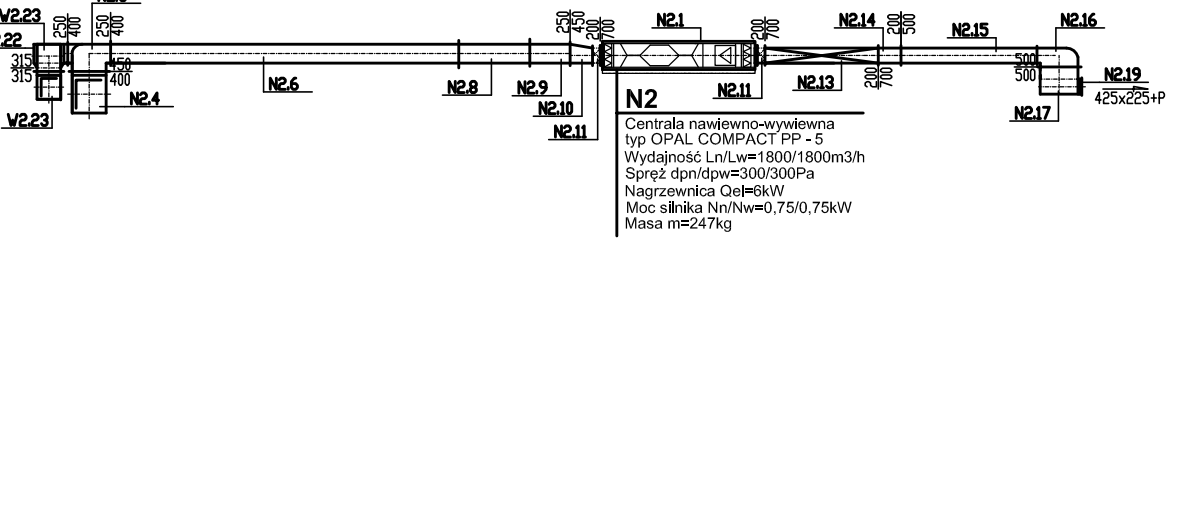 W2.23
250
400
250
400
250
450
200
700
N2.1
200
700
N2.14
200
500
N2.15
N2.16
315
315
450
400
N2.4
N2.6
N2.8
N2.9
N2.10
N2.11
N2.11
N2.13
200
700
500
500
N2.17
N2.19
425x225+P
W2.23
N2
Centrala nawiewno-wywiewna
typ OPAL COMPACT PP - 5
Wydajność Ln/Lw=1800/1800m3/h
Spręż dpn/dpw=300/300Pa
Nagrzewnica Qel=6kW
Moc silnika Nn/Nw=0,75/0,75kW
Masa m=247kg